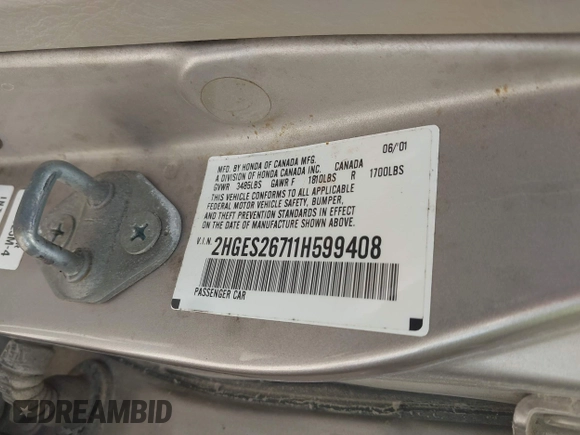 MFD. BY HONDA OF CANADA MFG. 06/01
A DIVISION OF HONDA CANADA INC. CANADA
GVWR 3485LBS GAWR F 1810LBS R 1700LBS
THIS VEHICLE CONFORMS TO ALL APPLICABLE
FEDERAL MOTOR VEHICLE SAFETY, BUMPER,
AND THEFT PREVENTION STANDARDS IN EFFECT
ON THE DATE OF MANUFACTURE SHOWN ABOVE.
V.I.N. 2HGES26711H599408
PASSENGER CAR
DREAMBID